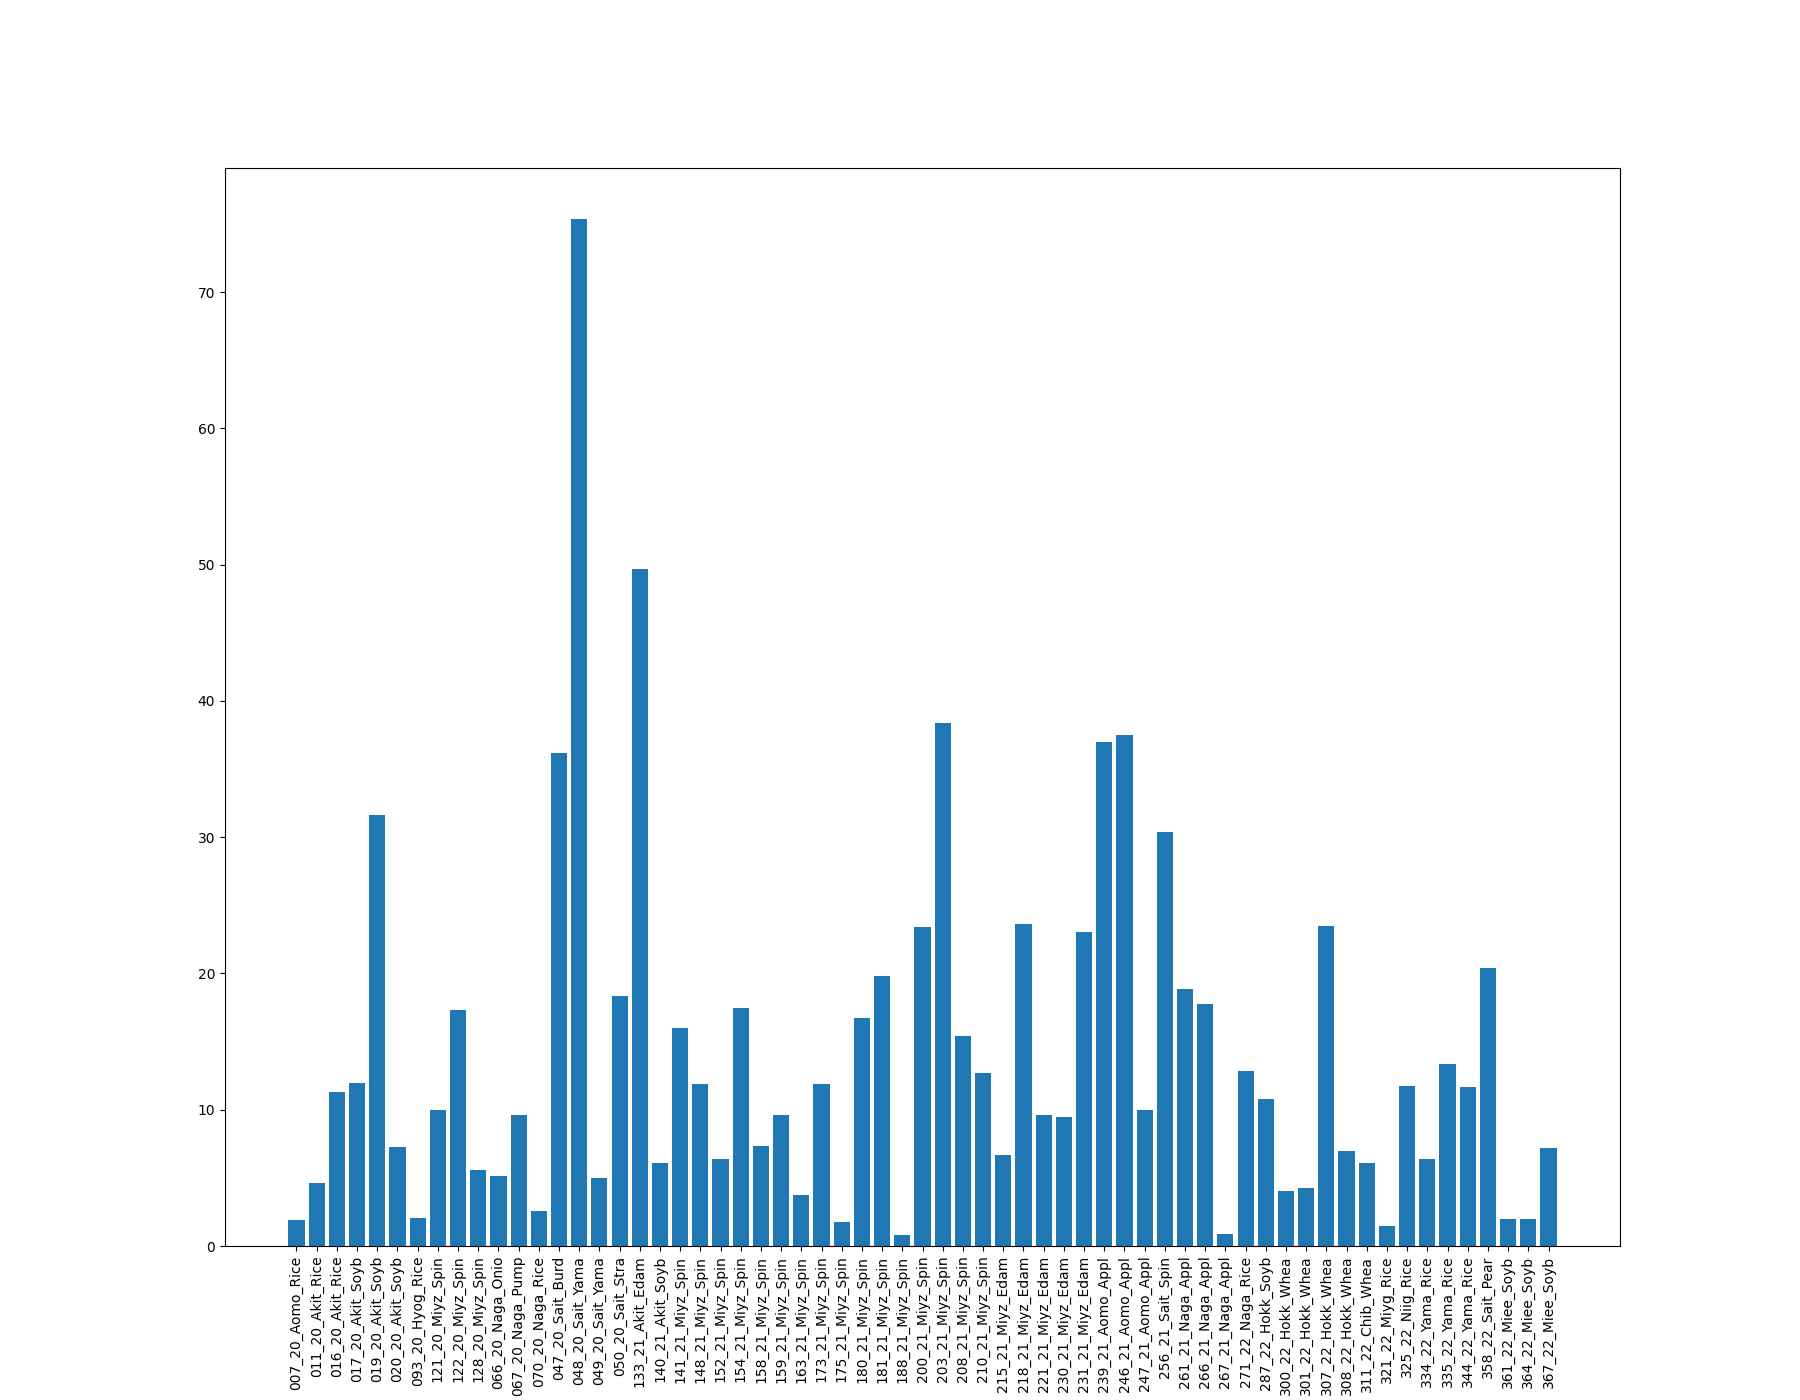 70
60
50
40
30
20
10
0
007_20_Aomo_Rice
011_20_Akit_Rice
016_20_Akit_Rice
017_20_Akit_Soyb
019_20_Akit_Soyb
020_20_Akit_Soyb
093_20_Hyog_Rice
121_20_Miyz_Spin
122_20_Miyz_Spin
128_20_Miyz_Spin
066_20_Naga_Onio
067_20_Naga_Pump
070_20_Naga_Rice
047_20_Sait_Burd
048_20_Sait_Yama
049_20_Sait_Yama
050_20_Sait_Stra
133_21_Akit_Edam
140_21_Akit_Soyb
141_21_Miyz_Spin
148_21_Miyz_Spin
152_21_Miyz_Spin
154_21_Miyz_Spin
158_21_Miyz_Spin
159_21_Miyz_Spin
163_21_Miyz_Spin
173_21_Miyz_Spin
175_21_Miyz_Spin
180_21_Miyz_Spin
181_21_Miyz_Spin
188_21_Miyz_Spin
200_21_Miyz_Spin
203_21_Miyz_Spin
208_21_Miyz_Spin
210_21_Miyz_Spin
215_21_Miyz_Edam
218_21_Miyz_Edam
221_21_Miyz_Edam
230_21_Miyz_Edam
231_21_Miyz_Edam
239_21_Aomo_Appl
246_21_Aomo_Appl
247_21_Aomo_Appl
256_21_Sait_Spin
261_21_Naga_Appl
266_21_Naga_Appl
267_21_Naga_Appl
271_22_Naga_Rice
287_22_Hokk_Soyb
300_22_Hokk_Whea
301_22_Hokk_Whea
307_22_Hokk_Whea
308_22_Hokk_Whea
311_22_Chib_Whea
321_22_Miyg_Rice
325_22_Niig_Rice
334_22_Yama_Rice
335_22_Yama_Rice
344_22_Yama_Rice
358_22_Sait_Pear
361_22_Miee_Soyb
364_22_Miee_Soyb
367_22_Miee_Soyb